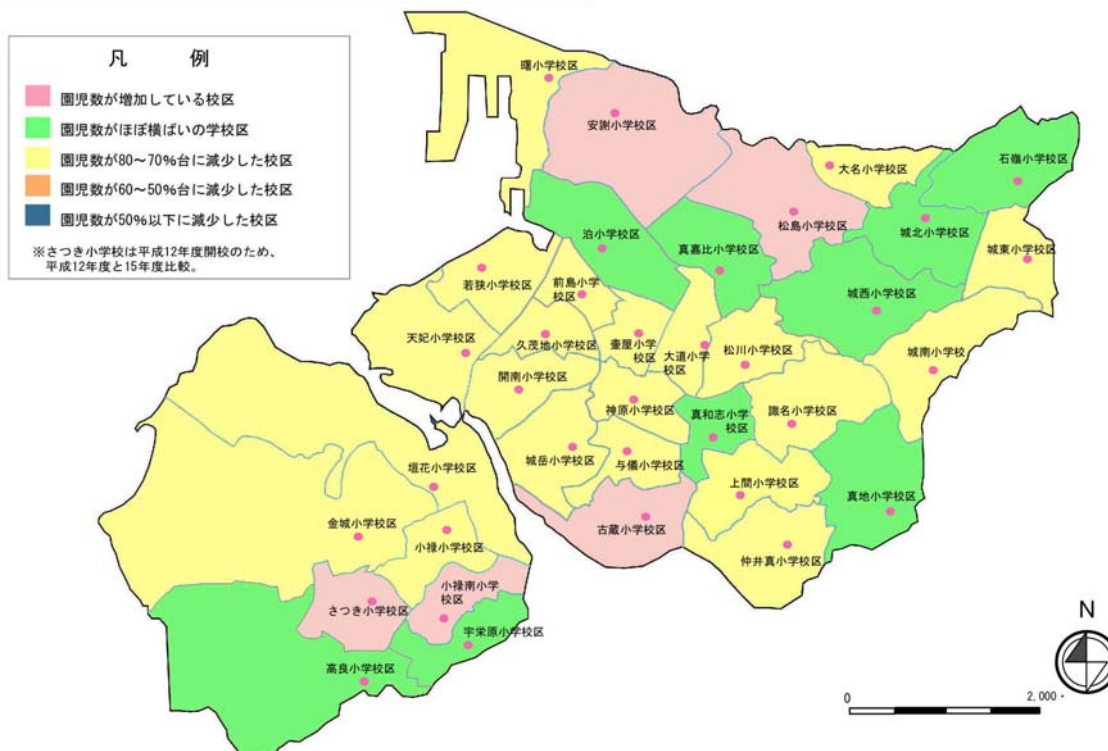 凡 例
園児数が増加している校区
園児数がほぼ横ばいの学校区
園児数が80~70%台に減少した校区
園児数が60~50%台に減少した校区
園児数が50%以下に減少した校区
※さつき小学校は平成12年度開校のため、
平成12年度と15年度比較。
曙小学校区
安謝小学校区
大名小学校区
石嶺小学校区
松島小学校区
城北小学校区
泊小学校区
真嘉比小学校区
城東小学校区
若狭小学校区
前島小学
校区
城西小学校区
天妃小学校区
久茂地小学校区
壷屋小学
校区
大道小学
校区
松川小学校区
城南小学校
開南小学校区
神原小学校区
真和志小学
校区
識名小学校区
城岳小学校区
与儀小学校区
垣花小学校区
上間小学校区
真地小学校区
金城小学校区
小禄小学校区
古蔵小学校区
仲井真小学校区
小禄南小学
校区
さつき小学校区
宇栄原小学校区
高良小学校区
N
0 2,000